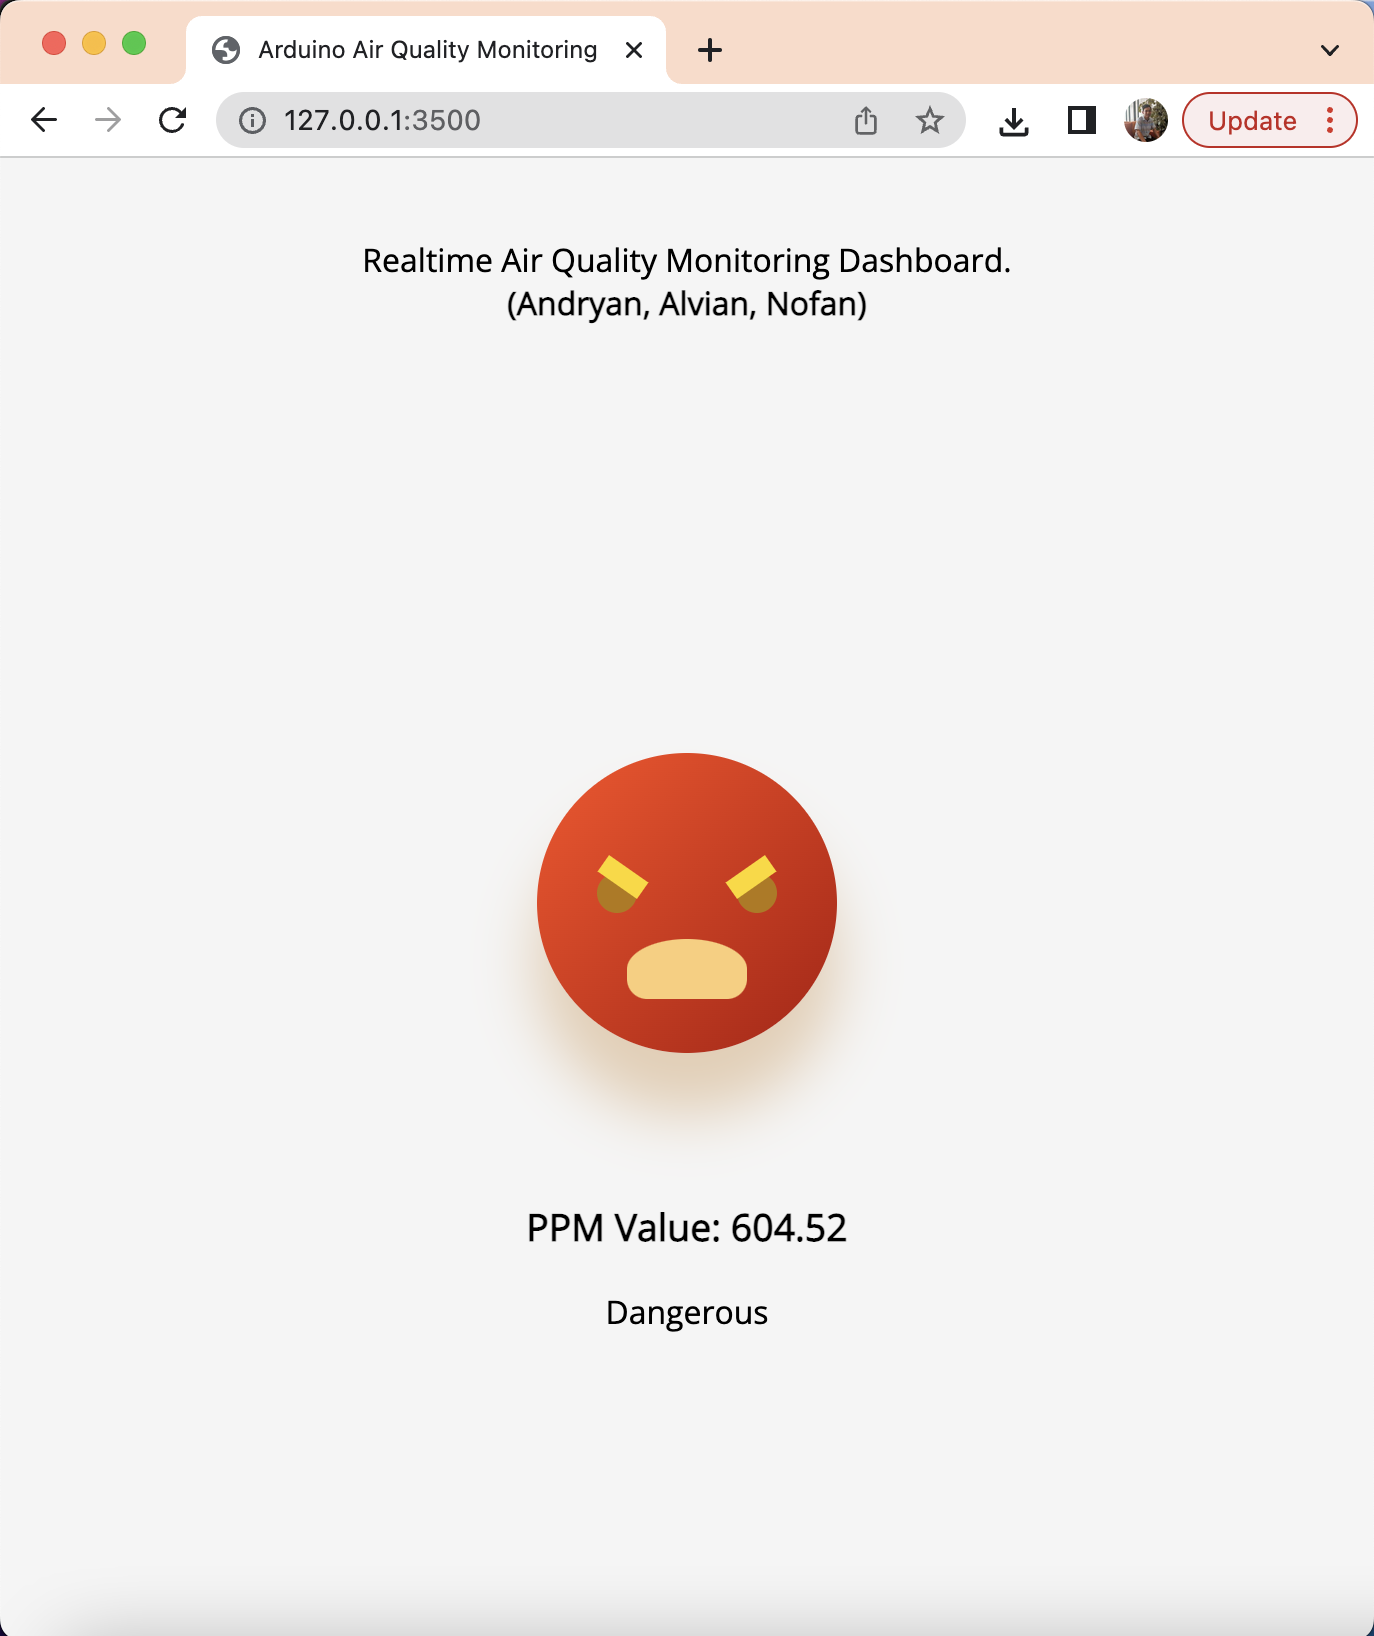 Arduino Air Quality Monitoring
127.0.0.1:3500
Update
Realtime Air Quality Monitoring Dashboard.
(Andryan, Alvian, Nofan)
PPM Value: 604.52
Dangerous